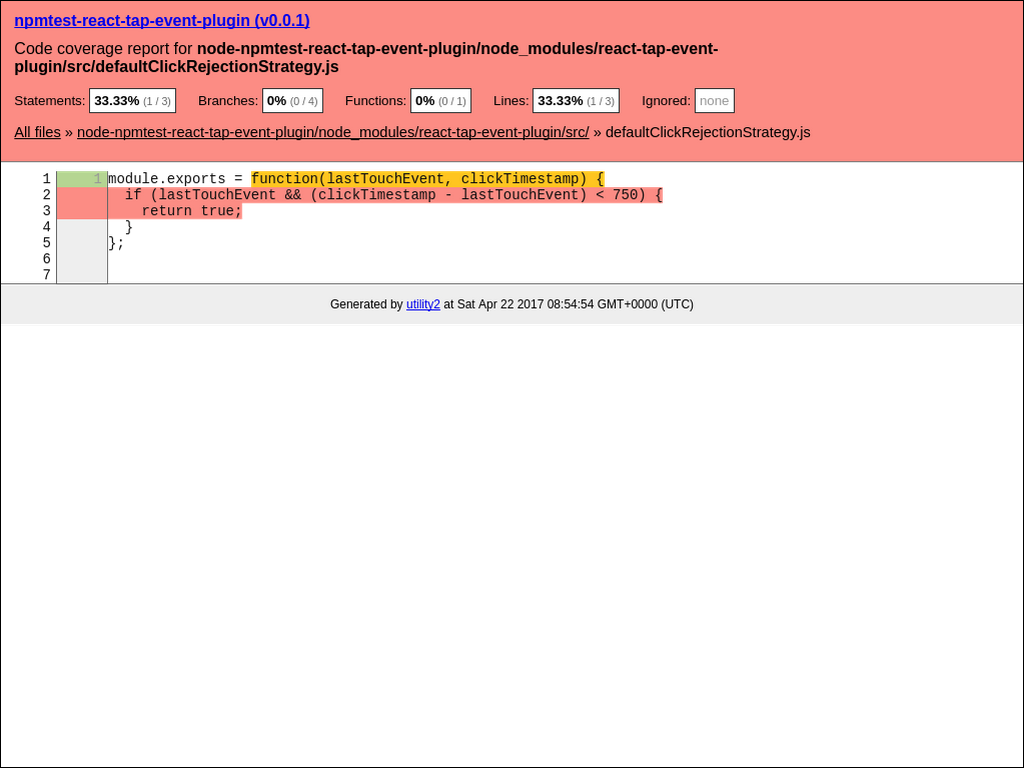 npmtest-react-tap-event-plugin (v0.0.1)
Code coverage report for node-npmtest-react-tap-event-plugin/node_modules/react-tap-event-
plugin/src/defaultClickRejectionStrategy.js
Statements: 33.33% (1 / 3) Branches: 0% (0 / 4) Functions: 0% (0 / 1) Lines: 33.33% (1 / 3) Ignored: none
All files » node-npmtest-react-tap-event-plugin/node_modules/react-tap-event-plugin/src/ » defaultClickRejectionStrategy.js
1 1 module.exports = function(lastTouchEvent, clickTimestamp) {
2   if (lastTouchEvent && (clickTimestamp - lastTouchEvent) < 750) {
3     return true;
4   }
5 };
6
7
Generated by utility2 at Sat Apr 22 2017 08:54:54 GMT+0000 (UTC)